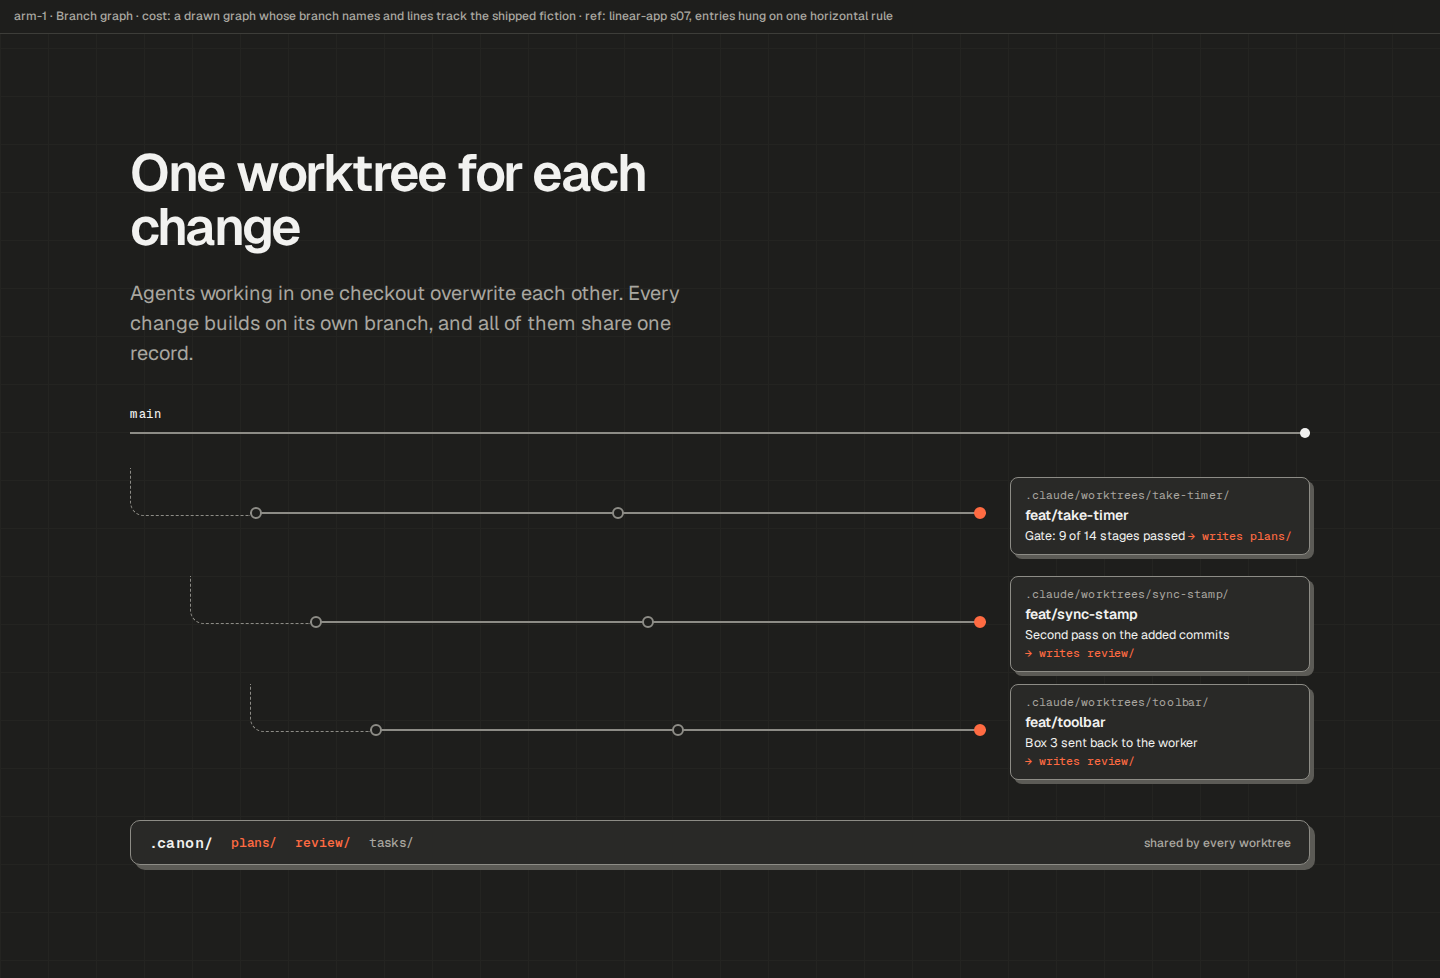 arm-1 · Branch graph · cost: a drawn graph whose branch names and lines track the shipped fiction · ref: linear-app s07, entries hung on one horizontal rule
One worktree for each
change
Agents working in one checkout overwrite each other. Every
change builds on its own branch, and all of them share one
record.
main
.claude/worktrees/take-timer/
feat/take-timer
Gate: 9 of 14 stages passed → writes plans/
.claude/worktrees/sync-stamp/
feat/sync-stamp
Second pass on the added commits
→ writes review/
.claude/worktrees/toolbar/
feat/toolbar
Box 3 sent back to the worker
→ writes review/
.canon/ plans/ review/ tasks/ shared by every worktree